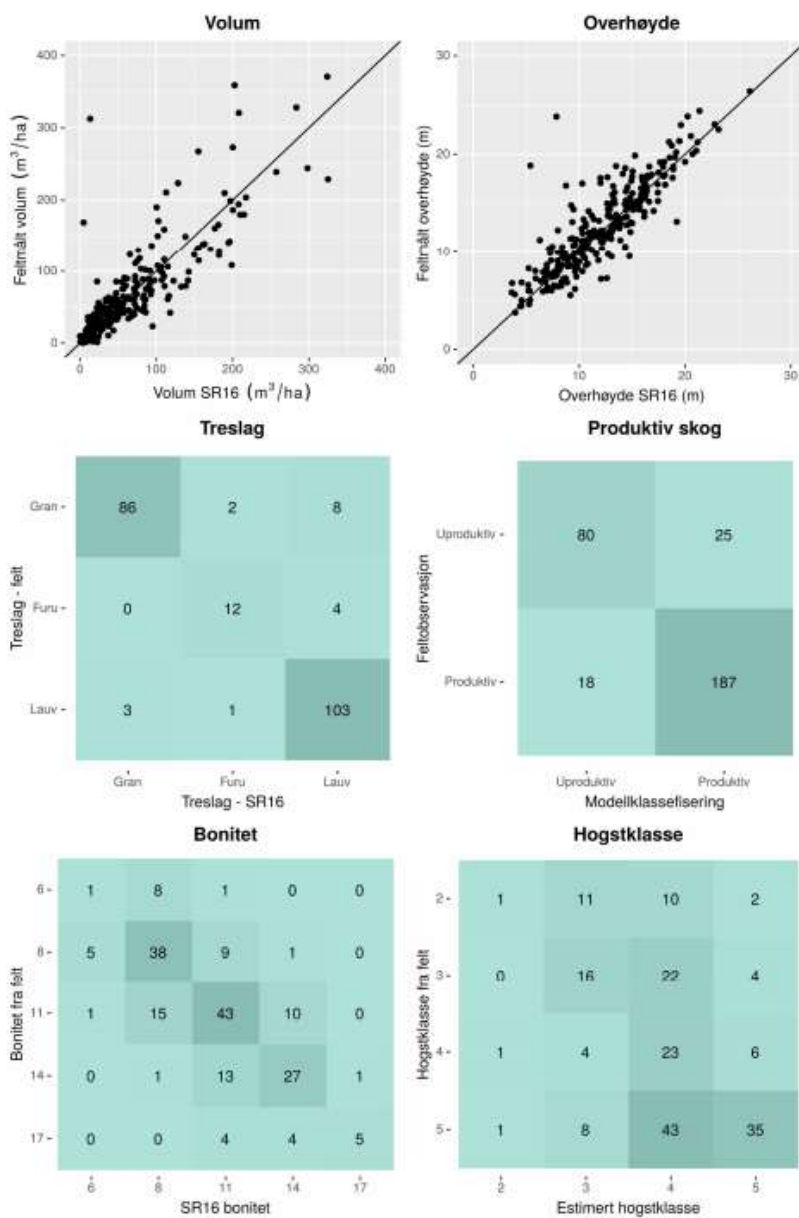 Volum
Overhøyde
400 -
300 -
200 -
100 -
0 -
Feltmålt volum (m³/ha)
0
100
200
300
400
Volum SR16 (m³/ha)
30 -
20 -
10 -
0 -
Feltmålt overhøyde (m)
0
10
20
30
Overhøyde SR16 (m)
Treslag
Produktiv skog
Treslag - felt
Gran - 86 2 8
Furu - 0 12 4
Lauv - 3 1 103
Gran Furu Lauv
Treslag - SR16
Feltobservasjon
Uproduktiv - 80 25
Produktiv - 18 187
Uproduktiv Produktiv
Modellklassefisering
Bonitet
Hogstklasse
Bonitet fra felt
6 - 1 8 1 0 0
8 - 5 38 9 1 0
11 - 1 15 43 10 0
14 - 0 1 13 27 1
17 - 0 0 4 4 5
6 8 11 14 17
SR16 bonitet
Hogstklasse fra felt
2 - 1 11 10 2
3 - 0 16 22 4
4 - 1 4 23 6
5 - 1 8 43 35
2 3 4 5
Estimert hogstklasse